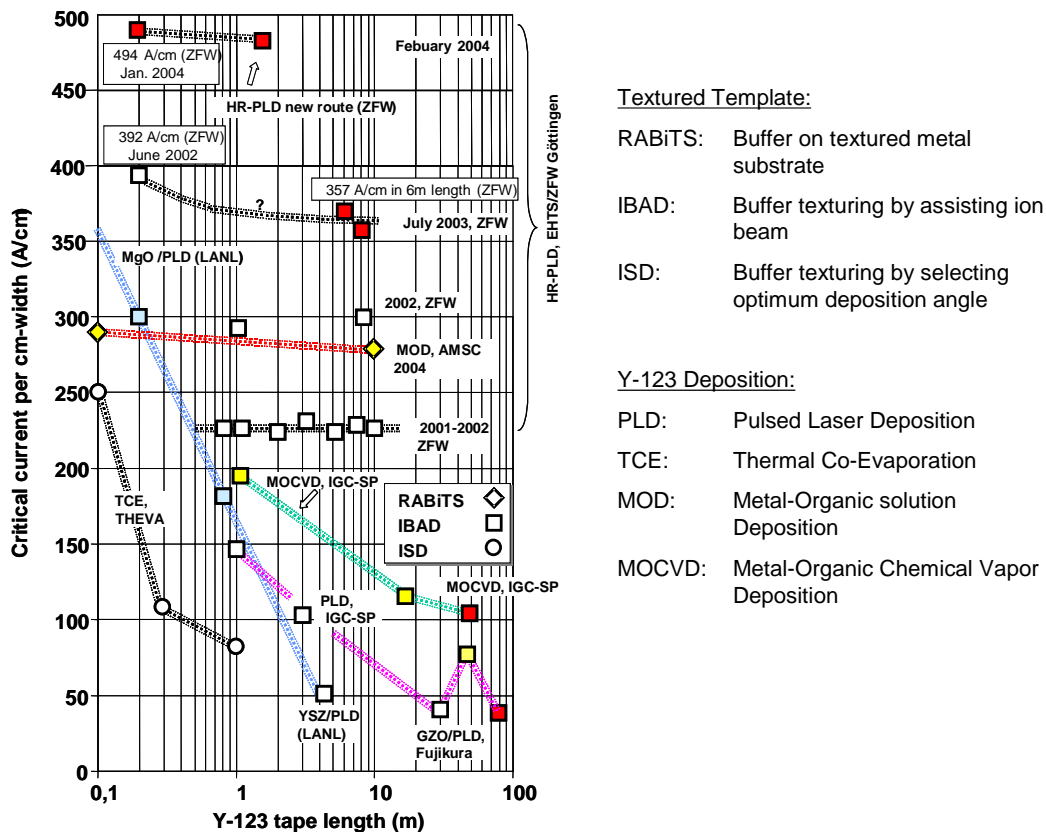 500
450
400
350
300
250
200
150
100
50
0
Critical current per cm-width (A/cm)
0,1
1
10
100
Y-123 tape length (m)
494 A/cm (ZFW)
Jan. 2004
Febuary 2004
HR-PLD new route (ZFW)
392 A/cm (ZFW)
June 2002
?
357 A/cm in 6m length (ZFW)
July 2003, ZFW
MgO /PLD (LANL)
2002, ZFW
MOD, AMSC
2004
2001-2002
ZFW
MOCVD, IGC-SP
TCE,
THEVA
RABiTS
IBAD
ISD
PLD,
IGC-SP
MOCVD, IGC-SP
YSZ/PLD
(LANL)
GZO/PLD,
Fujikura
HR-PLD, EHTS/ZFW Göttingen
Textured Template:
RABiTS: Buffer on textured metal
substrate
IBAD: Buffer texturing by assisting ion
beam
ISD: Buffer texturing by selecting
optimum deposition angle
Y-123 Deposition:
PLD: Pulsed Laser Deposition
TCE: Thermal Co-Evaporation
MOD: Metal-Organic solution
Deposition
MOCVD: Metal-Organic Chemical Vapor
Deposition